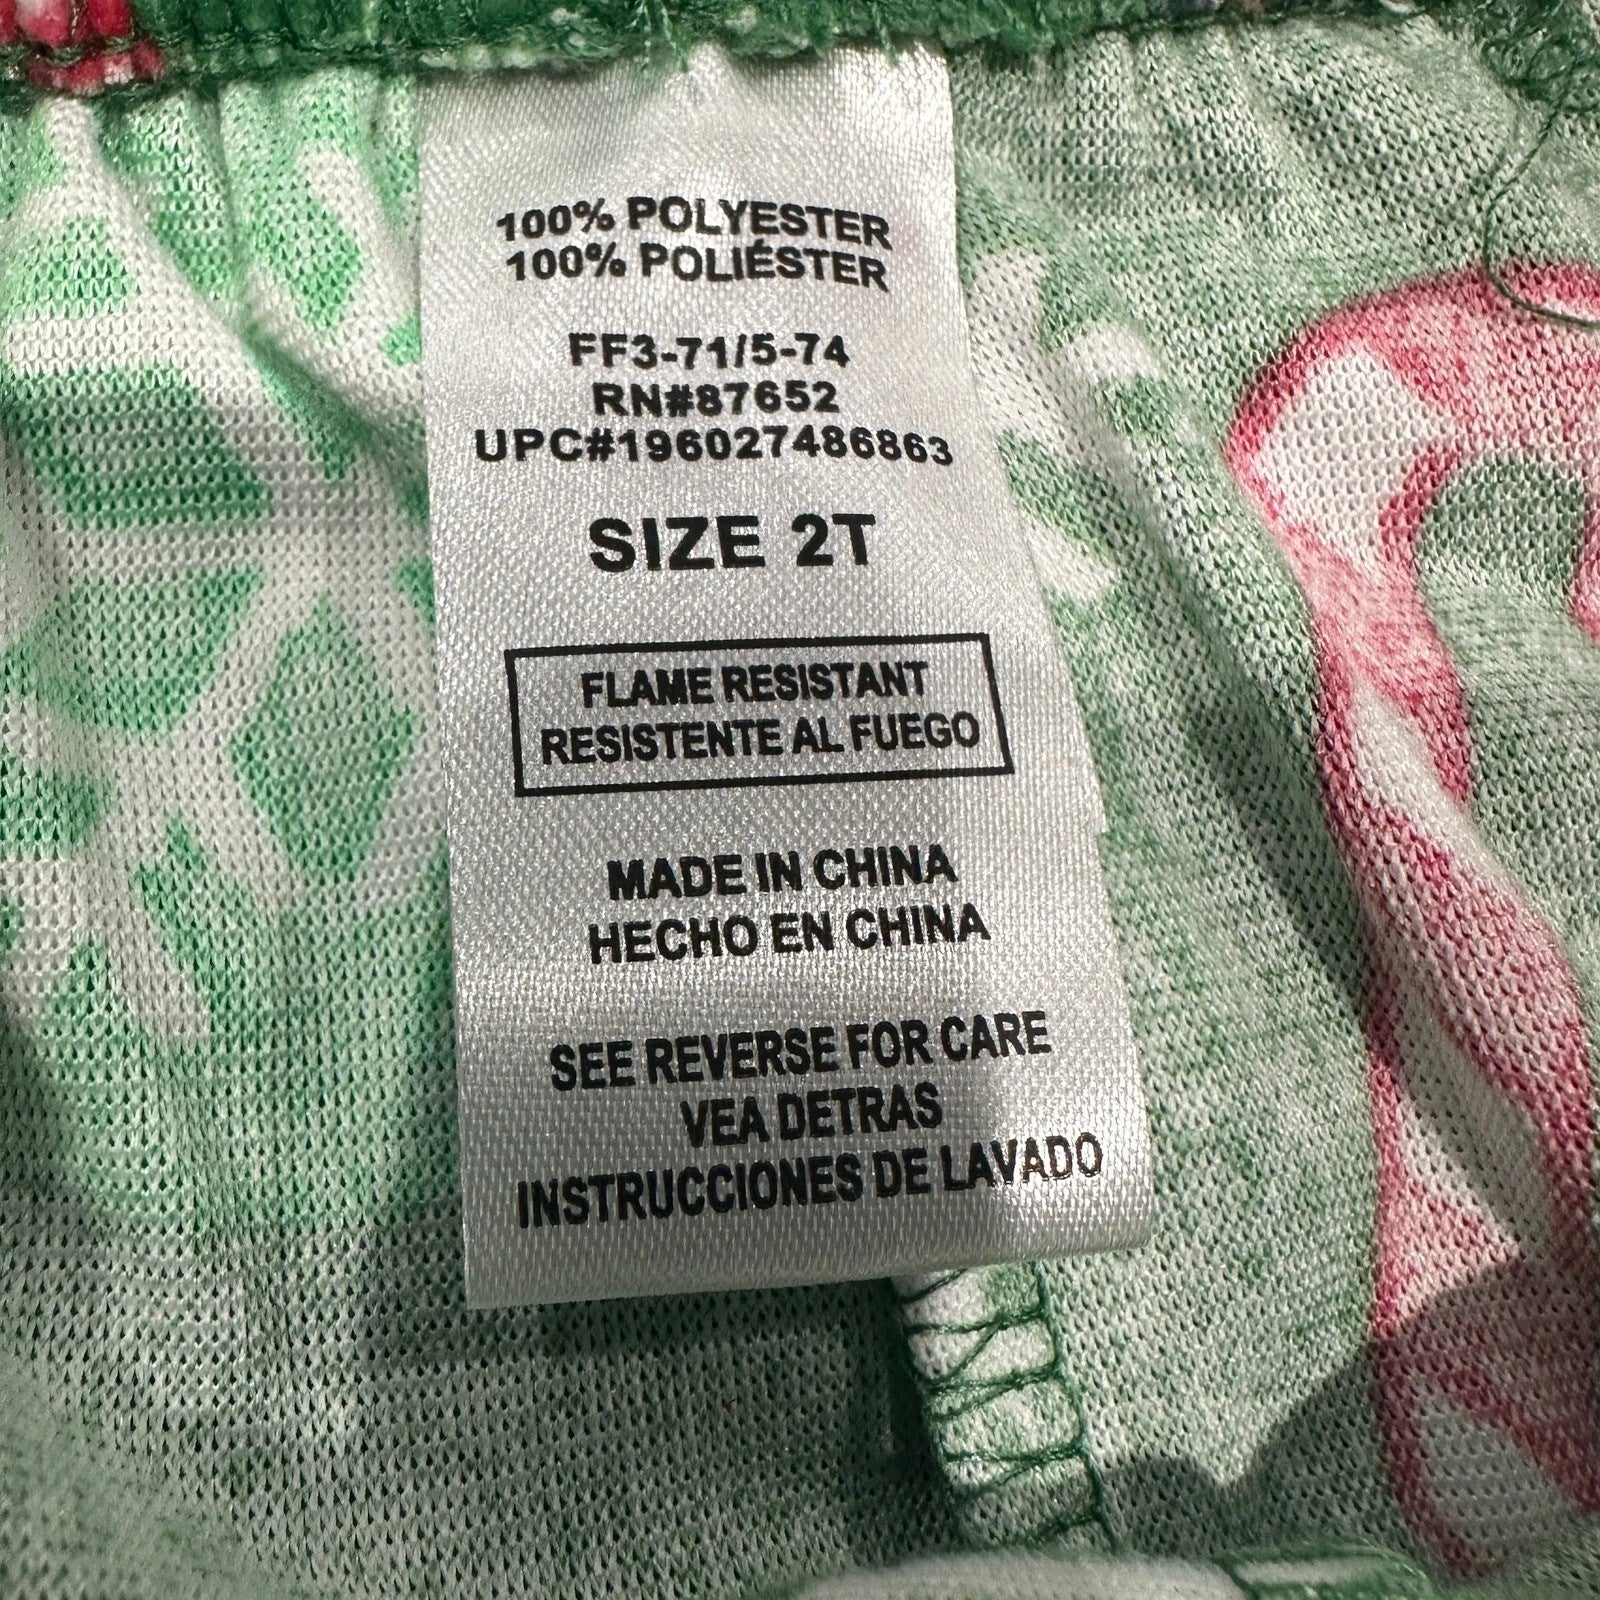 100% POLYESTER
100% POLIÉSTER
FF3-71/5-74
RN#87652
UPC#196027486863
SIZE 2T
FLAME RESISTANT
RESISTENTE AL FUEGO
MADE IN CHINA
HECHO EN CHINA
SEE REVERSE FOR CARE
VEA DETRAS
INSTRUCCIONES DE LAVADO